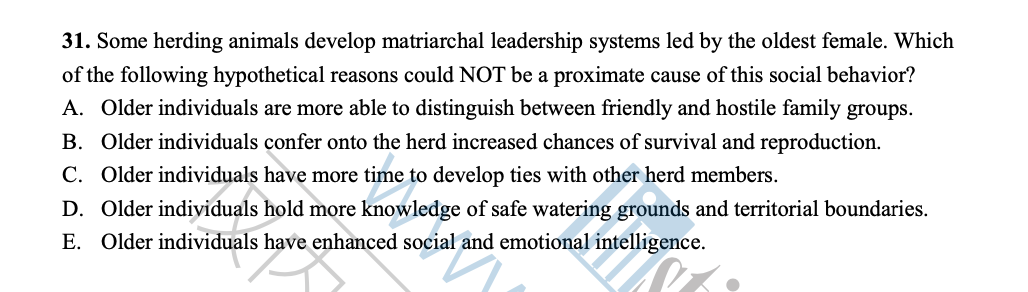 31. Some herding animals develop matriarchal leadership systems led by the oldest female. Which
of the following hypothetical reasons could NOT be a proximate cause of this social behavior?
A. Older individuals are more able to distinguish between friendly and hostile family groups.
B. Older individuals confer onto the herd increased chances of survival and reproduction.
C. Older individuals have more time to develop ties with other herd members.
D. Older individuals hold more knowledge of safe watering grounds and territorial boundaries.
E. Older individuals have enhanced social and emotional intelligence.